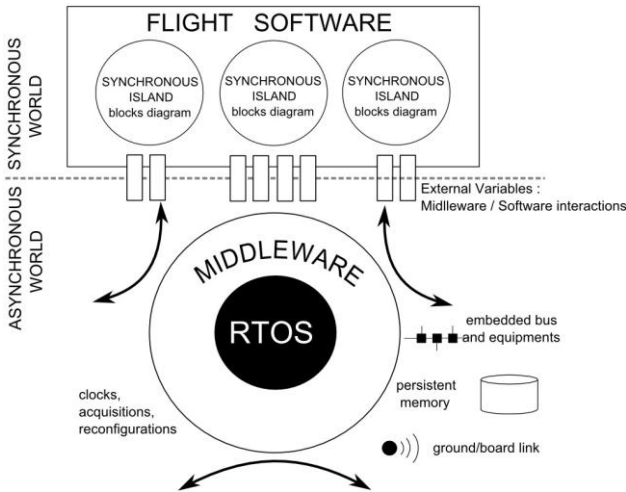 FLIGHT SOFTWARE
SYNCHRONOUS
ISLAND
blocks diagram
SYNCHRONOUS
ISLAND
blocks diagram
SYNCHRONOUS
ISLAND
blocks diagram
SYNCHRONOUS
WORLD
External Variables :
Midlleware / Software interactions
ASYNCHRONOUS
WORLD
MIDDLEWARE
RTOS
embedded bus
and equipments
persistent
memory
clocks,
acquisitions,
reconfigurations
ground/board link